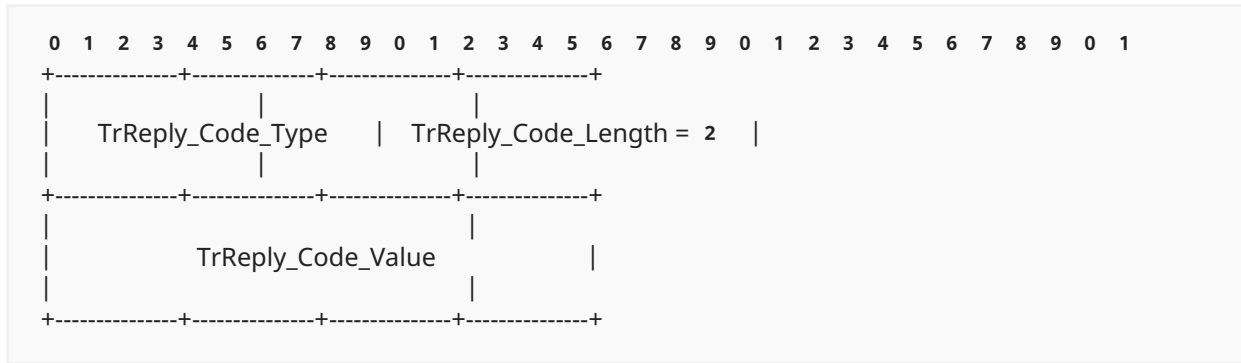 0 1 2 3 4 5 6 7 8 9 0 1 2 3 4 5 6 7 8 9 0 1 2 3 4 5 6 7 8 9 0 1
+---------------+---------------+---------------+---------------+
|               |               |
|     TrReply_Code_Type     |   TrReply_Code_Length = 2     |
|               |               |
+---------------+---------------+---------------+---------------+
|               |
|     TrReply_Code_Value     |
|               |
+---------------+---------------+---------------+---------------+